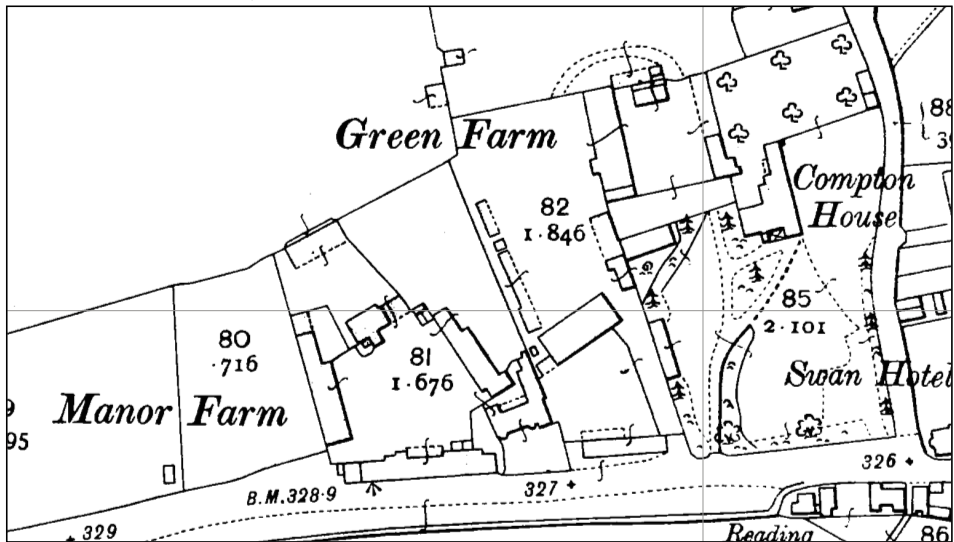 Green Farm
88
39
Compton
House
82
1·846
85
2·101
80
·716
81
1·676
Swan Hotel
Manor Farm
9
95
B.M.328·9
327
326
329
Reading
86